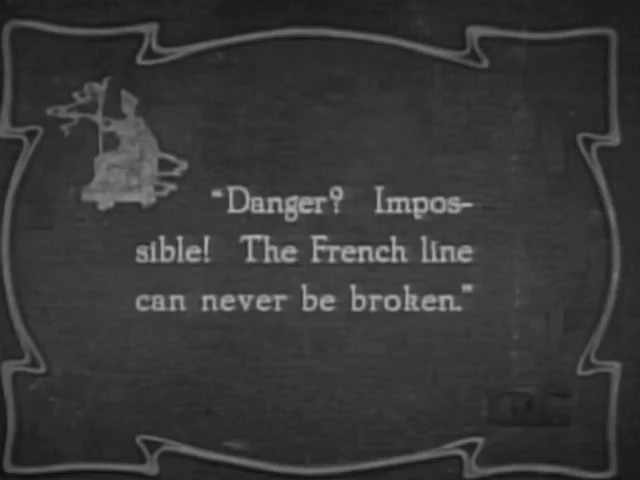 "Danger? Impos-
sible! The French line
can never be broken."